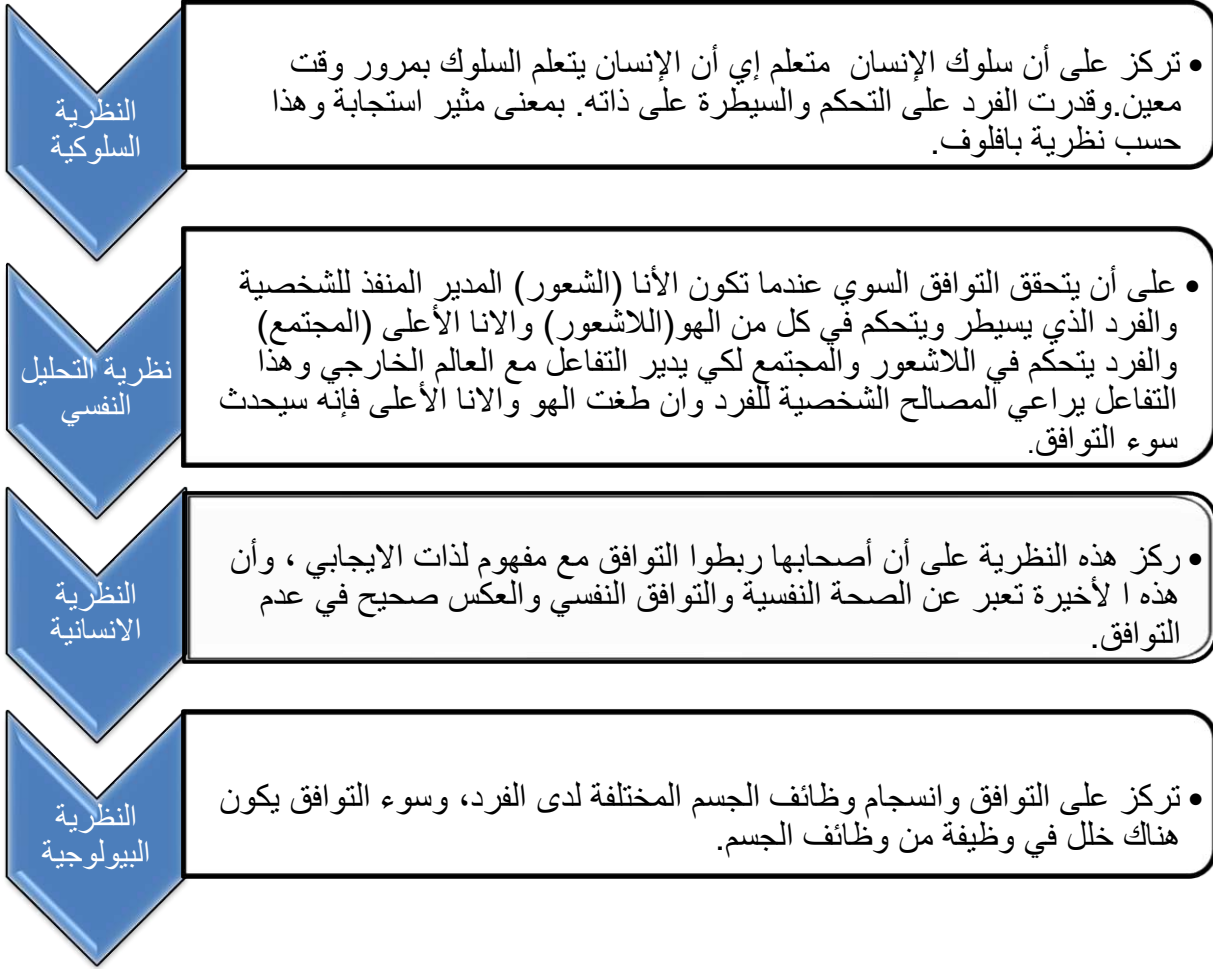 النظرية
السلوكية
• تركز على أن سلوك الإنسان متعلم إي أن الإنسان يتعلم السلوك بمرور وقت
معين.وقدرت الفرد على التحكم والسيطرة على ذاته. بمعنى مثير استجابة وهذا
حسب نظرية بافلوف.
نظرية التحليل
النفسي
• على أن يتحقق التوافق السوي عندما تكون الأنا (الشعور) المدير المنفذ للشخصية
والفرد الذي يسيطر ويتحكم في كل من الهو(اللاشعور) والانا الأعلى (المجتمع)
والفرد يتحكم في اللاشعور والمجتمع لكي يدير التفاعل مع العالم الخارجي وهذا
التفاعل يراعي المصالح الشخصية للفرد وان طغت الهو والانا الأعلى فإنه سيحدث
سوء التوافق.
النظرية
الانسانية
• ركز هذه النظرية على أن أصحابها ربطوا التوافق مع مفهوم لذات الايجابي ، وأن
هذه ا لأخيرة تعبر عن الصحة النفسية والتوافق النفسي والعكس صحيح في عدم
التوافق.
النظرية
البيولوجية
• تركز على التوافق وانسجام وظائف الجسم المختلفة لدى الفرد، وسوء التوافق يكون
هناك خلل في وظيفة من وظائف الجسم.